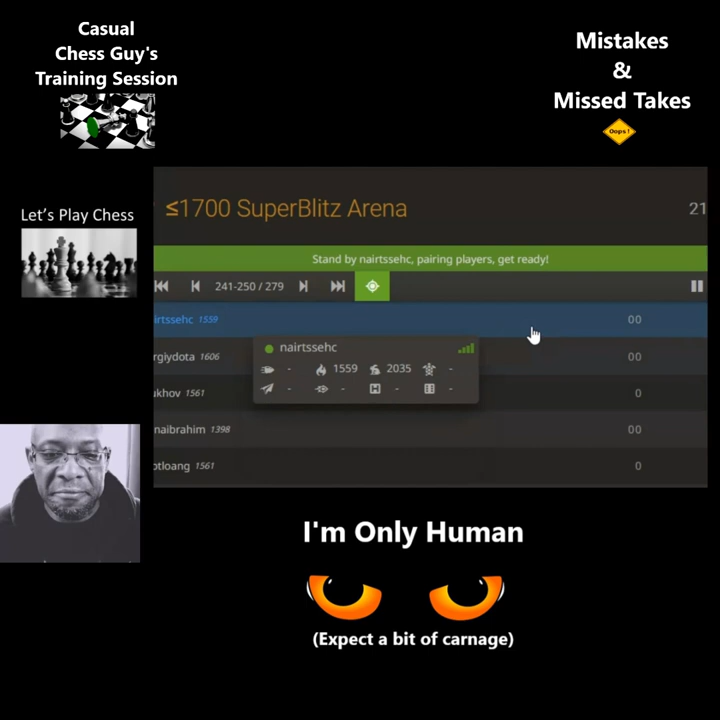 Casual
Chess Guy's
Training Session
Mistakes
&
Missed Takes
Oops!
Let's Play Chess
≤1700 SuperBlitz Arena
21
Stand by nairtssehc, pairing players, get ready!
241-250 / 279
irtssehc 1559
00
nairtssehc
1559
2035
rgiydota 1606
00
ukhov 1561
0
naibrahim 1398
00
otloang 1561
0
I'm Only Human
(Expect a bit of carnage)